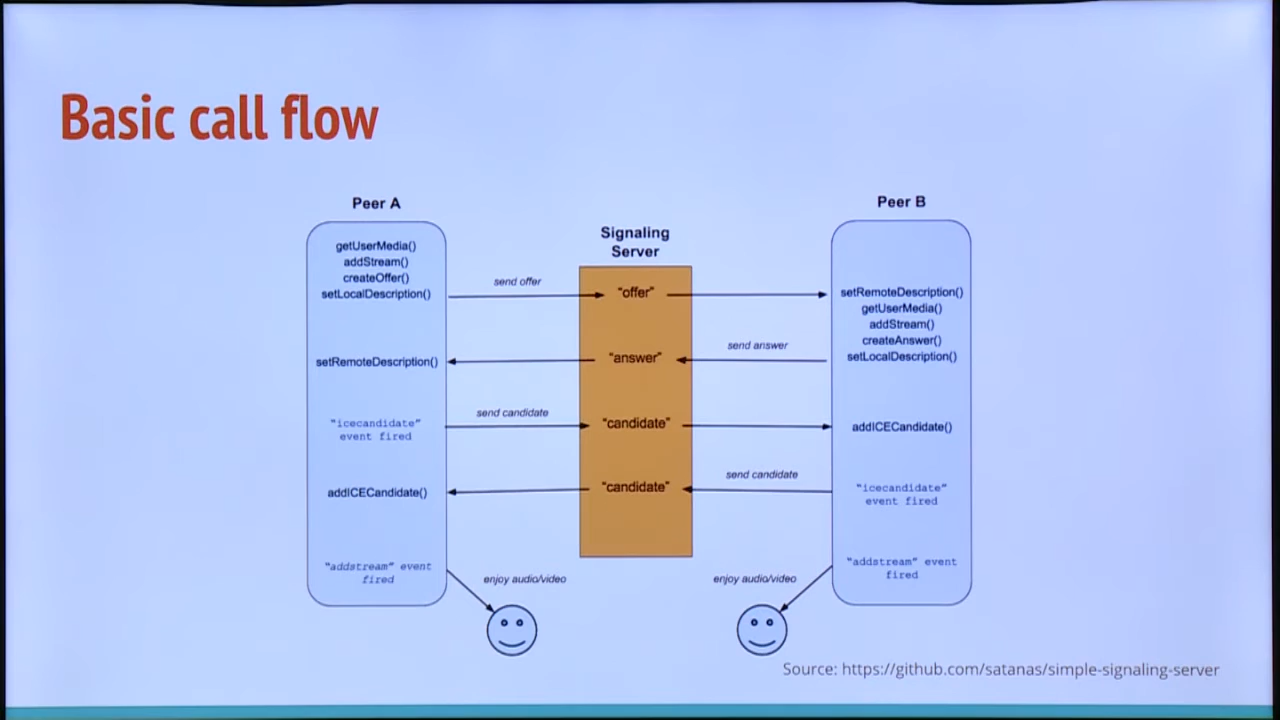 Basic call flow
Peer A
Peer B
Signaling
Server
getUserMedia()
addStream()
createOffer()
setLocalDescription()
send offer
"offer"
setRemoteDescription()
getUserMedia()
addStream()
createAnswer()
setLocalDescription()
send answer
"answer"
setRemoteDescription()
"icecandidate"
event fired
send candidate
"candidate"
addICECandidate()
"icecandidate"
event fired
send candidate
"candidate"
addICECandidate()
"addstream" event
fired
enjoy audio/video
"addstream" event
fired
enjoy audio/video
Source: https://github.com/satanas/simple-signaling-server